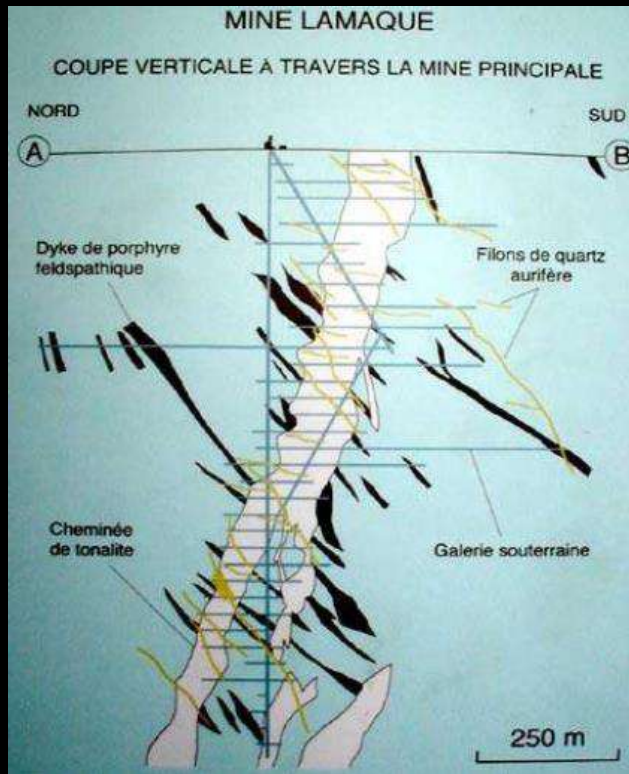 MINE LAMAQUE
COUPE VERTICALE A TRAVERS LA MINE PRINCIPALE
NORD
SUD
A
B
Dyke de porphyre
feldspathique
Filons de quartz
aurifère
Cheminée
de tonalite
Galerie souterraine
250 m